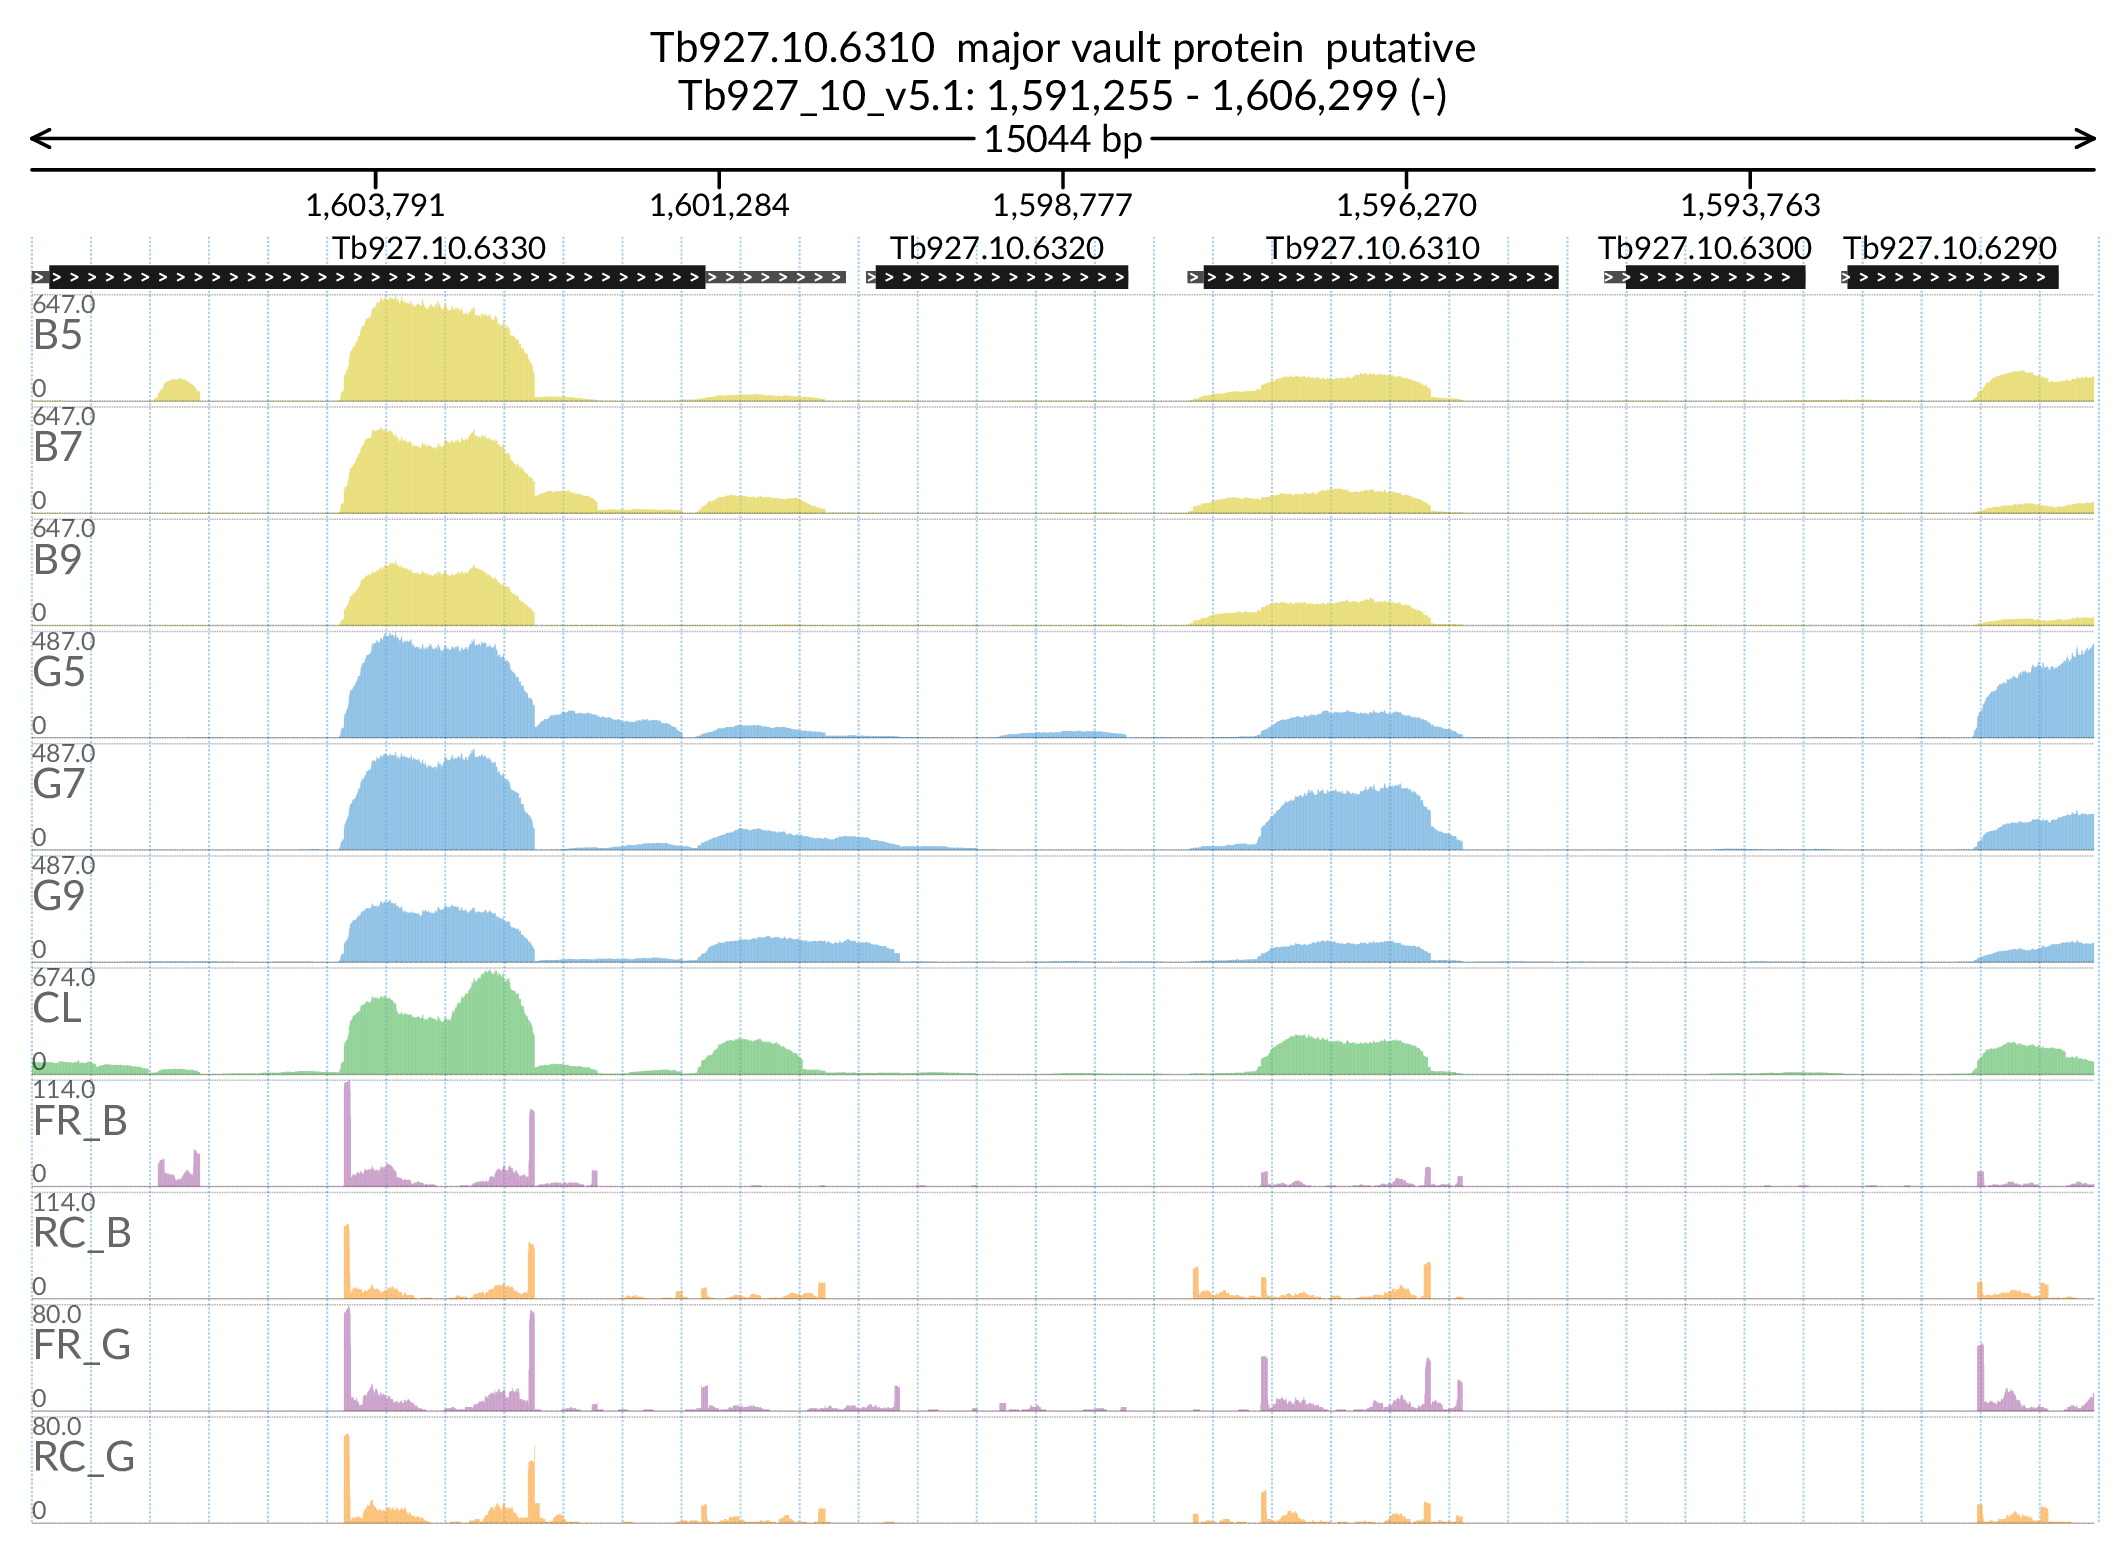 Tb927.10.6310  major vault protein  putative
Tb927_10_v5.1: 1,591,255 - 1,606,299 (-)
15044 bp
1,603,791 1,601,284 1,598,777 1,596,270 1,593,763
Tb927.10.6330 Tb927.10.6320 Tb927.10.6310 Tb927.10.6300 Tb927.10.6290
647.0
B5
0
647.0
B7
0
647.0
B9
0
487.0
G5
0
487.0
G7
0
487.0
G9
0
674.0
CL
0
114.0
FR_B
0
114.0
RC_B
0
80.0
FR_G
0
80.0
RC_G
0